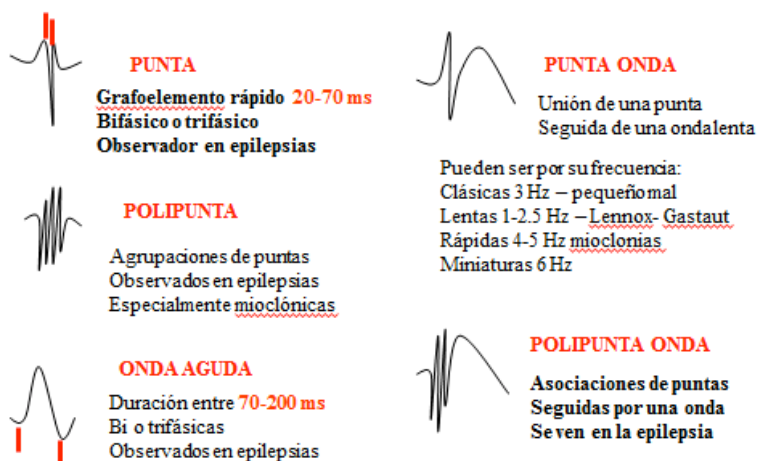 PUNTA
Grafoelemento rápido 20-70 ms
Bifásico o trifásico
Observador en epilepsias
POLIPUNTA
Agrupaciones de puntas
Observados en epilepsias
Especialmente mioclónicas
ONDA AGUDA
Duración entre 70-200 ms
Bi o trifásicas
Observados en epilepsias
PUNTA ONDA
Unión de una punta
Seguida de una onda lenta
Pueden ser por su frecuencia:
Clásicas 3 Hz – pequeño mal
Lentas 1-2.5 Hz – Lennox- Gastaut
Rápidas 4-5 Hz mioclonias
Miniaturas 6 Hz
POLIPUNTA ONDA
Asociaciones de puntas
Seguidas por una onda
Se ven en la epilepsia